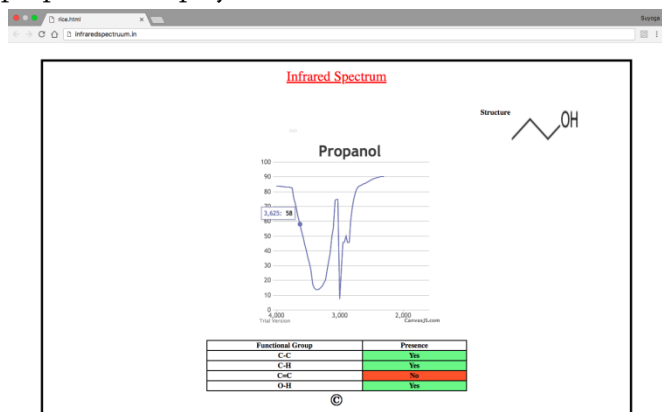 rice.html
Suyoga
infraredspectruum.in
Infrared Spectrum
Structure
OH
Propanol
100
90
80
3,625: 58
60
50
40
30
20
10
0
4,000 3,000 2,000
Trial Version CanvasJS.com
Functional Group Presence
C-C Yes
C-H Yes
C=C No
O-H Yes
©